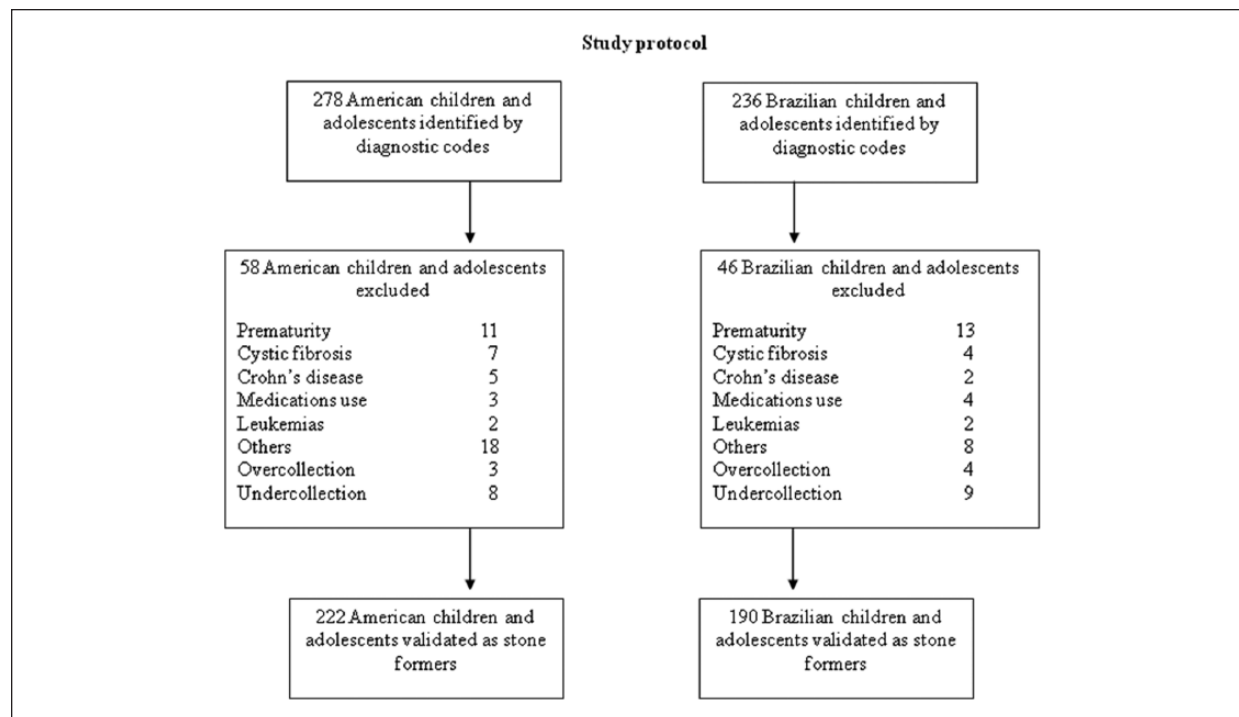 Study protocol
278 American children and
adolescents identified by
diagnostic codes
236 Brazilian children and
adolescents identified by
diagnostic codes
58 American children and adolescents
excluded
Prematurity 11
Cystic fibrosis 7
Crohn's disease 5
Medications use 3
Leukemias 2
Others 18
Overcollection 3
Undercollection 8
46 Brazilian children and adolescents
excluded
Prematurity 13
Cystic fibrosis 4
Crohn's disease 2
Medications use 4
Leukemias 2
Others 8
Overcollection 4
Undercollection 9
222 American children and
adolescents validated as stone
formers
190 Brazilian children and
adolescents validated as stone
formers